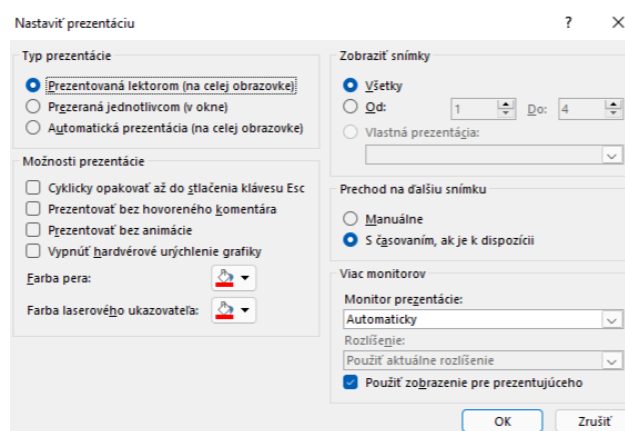 Nastaviť prezentáciu
?
Typ prezentácie
Prezentovaná lektorom (na celej obrazovke)
Prezeraná jednotlivcom (v okne)
Automatická prezentácia (na celej obrazovke)
Možnosti prezentácie
Cyklicky opakovať až do stlačenia klávesu Esc
Prezentovať bez hovoreného komentára
Prezentovať bez animácie
Vypnúť hardvérové urýchlenie grafiky
Farba pera:
Farba laserového ukazovateľa:
Zobraziť snímky
Všetky
Od: 1 Do: 4
Vlastná prezentácia:
Prechod na ďalšiu snímku
Manuálne
S časovaním, ak je k dispozícii
Viac monitorov
Monitor prezentácie:
Automaticky
Rozlíšenie:
Použiť aktuálne rozlíšenie
Použiť zobrazenie pre prezentujúceho
OK Zrušiť